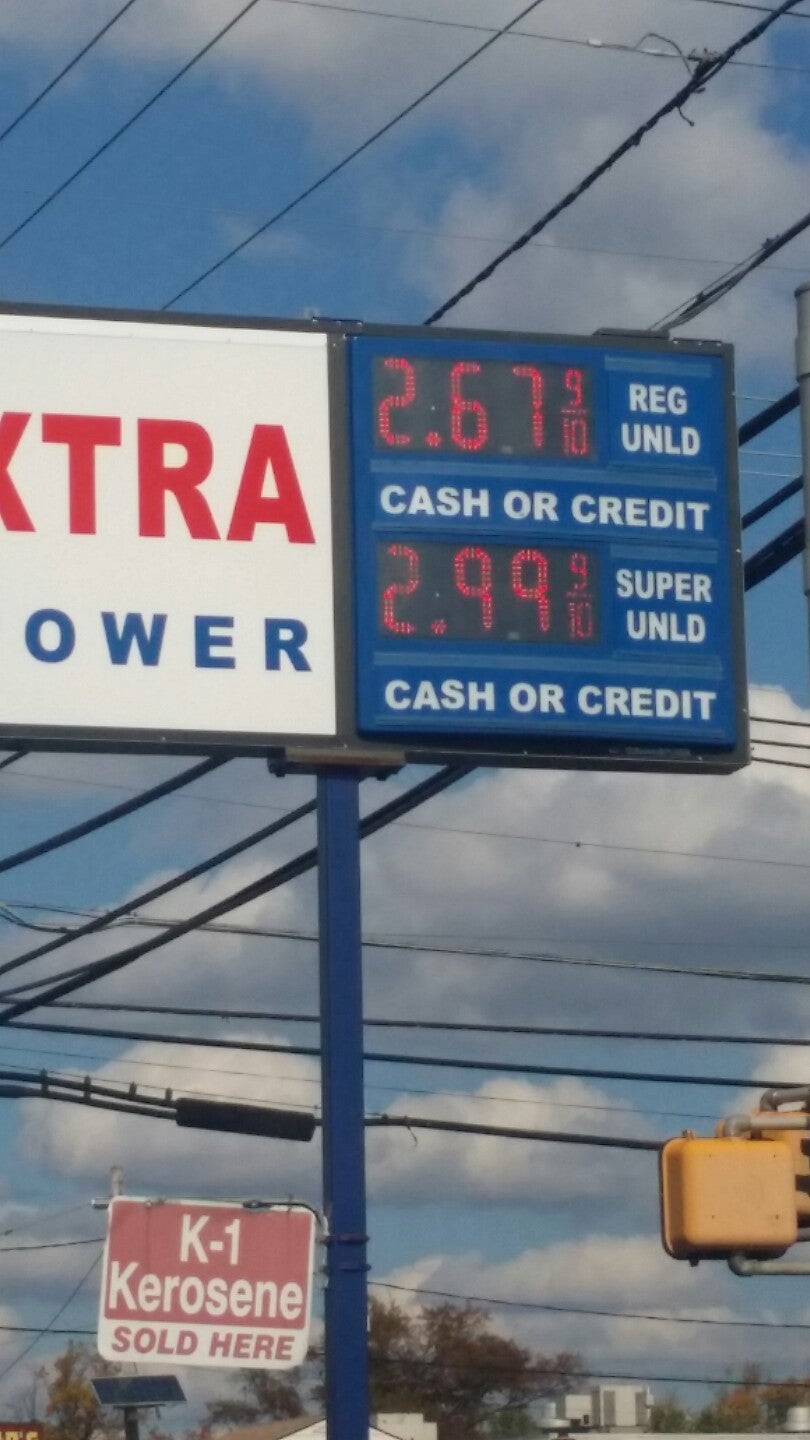 XTRA
OWER
2.67 9/10
REG
UNLD
CASH OR CREDIT
2.99 9/10
SUPER
UNLD
CASH OR CREDIT
K-1
Kerosene
SOLD HERE